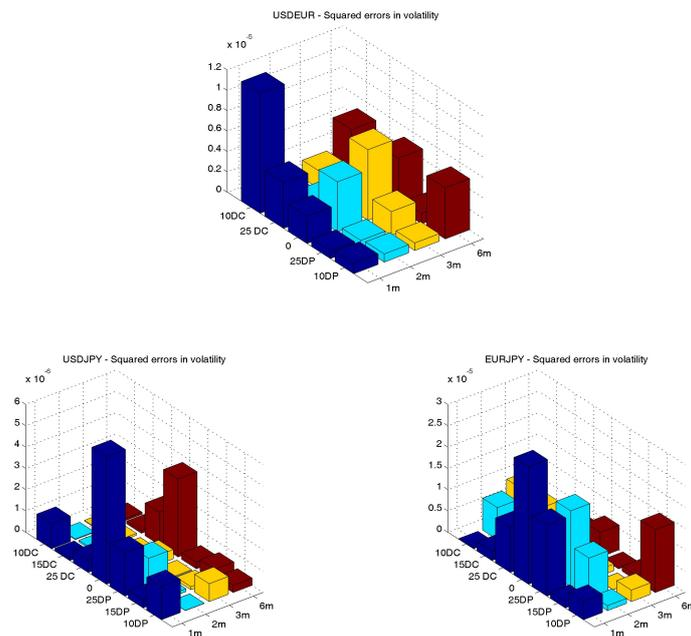 USDEUR - Squared errors in volatility
x 10^-5
1.2
1
0.8
0.6
0.4
0.2
0
10DC
25 DC
0
25DP
10DP
1m
2m
3m
6m
USDJPY - Squared errors in volatility
x 10^-6
6
5
4
3
2
1
0
10DC
15DC
25 DC
0
25DP
15DP
10DP
1m
2m
3m
6m
EURJPY - Squared errors in volatility
x 10^-5
3
2.5
2
1.5
1
0.5
0
10DC
15DC
25 DC
0
25DP
15DP
10DP
1m
2m
3m
6m